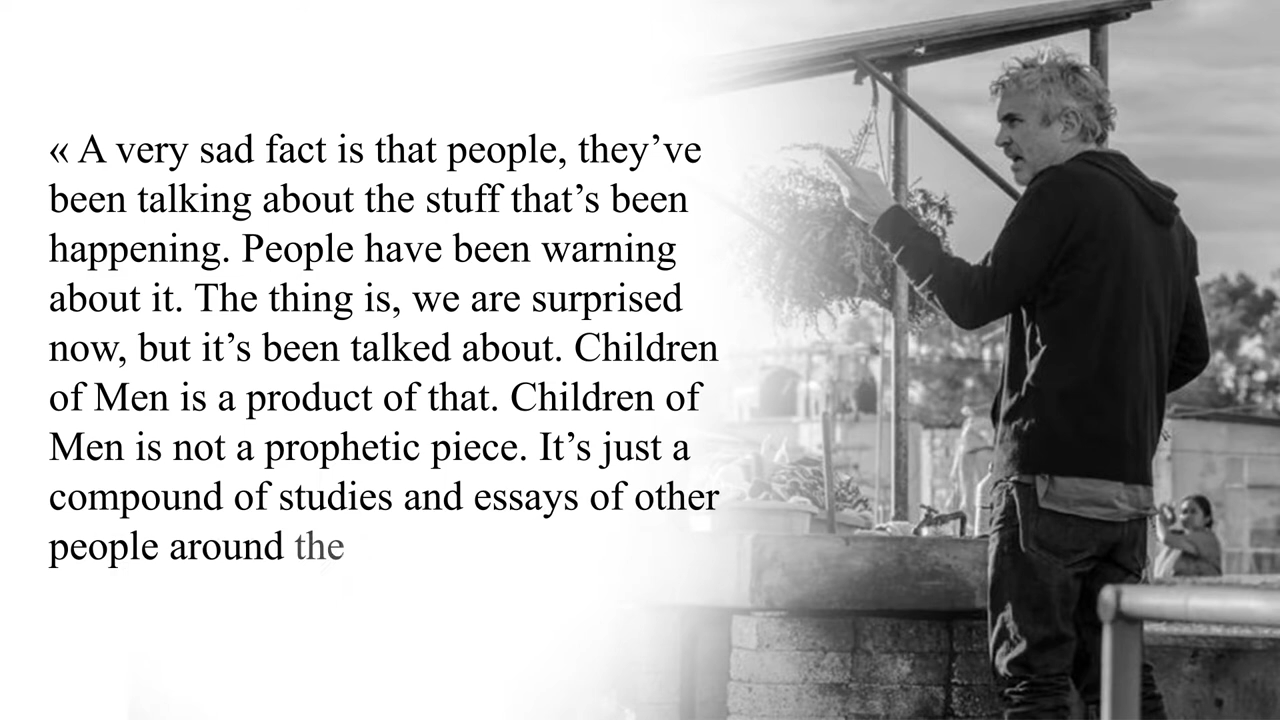 « A very sad fact is that people, they’ve
been talking about the stuff that’s been
happening. People have been warning
about it. The thing is, we are surprised
now, but it’s been talked about. Children
of Men is a product of that. Children of
Men is not a prophetic piece. It’s just a
compound of studies and essays of other
people around the